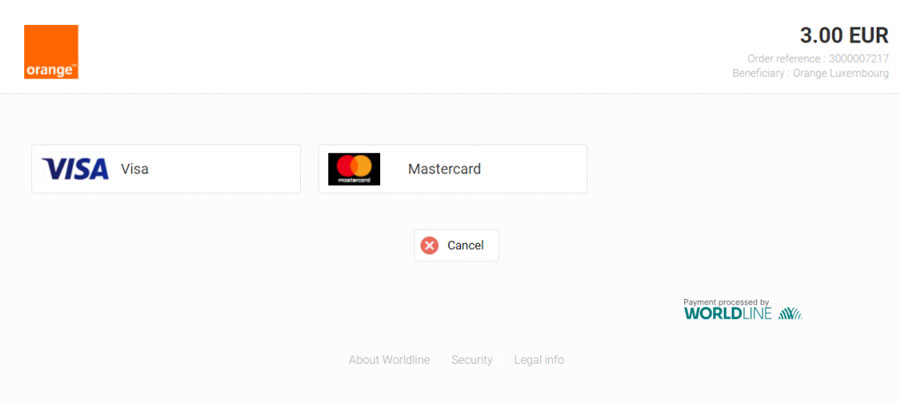 orange™
3.00 EUR
Order reference : 3000007217
Beneficiary : Orange Luxembourg
VISA Visa
mastercard Mastercard
Cancel
Payment processed by
WORLDLINE
About Worldline Security Legal info